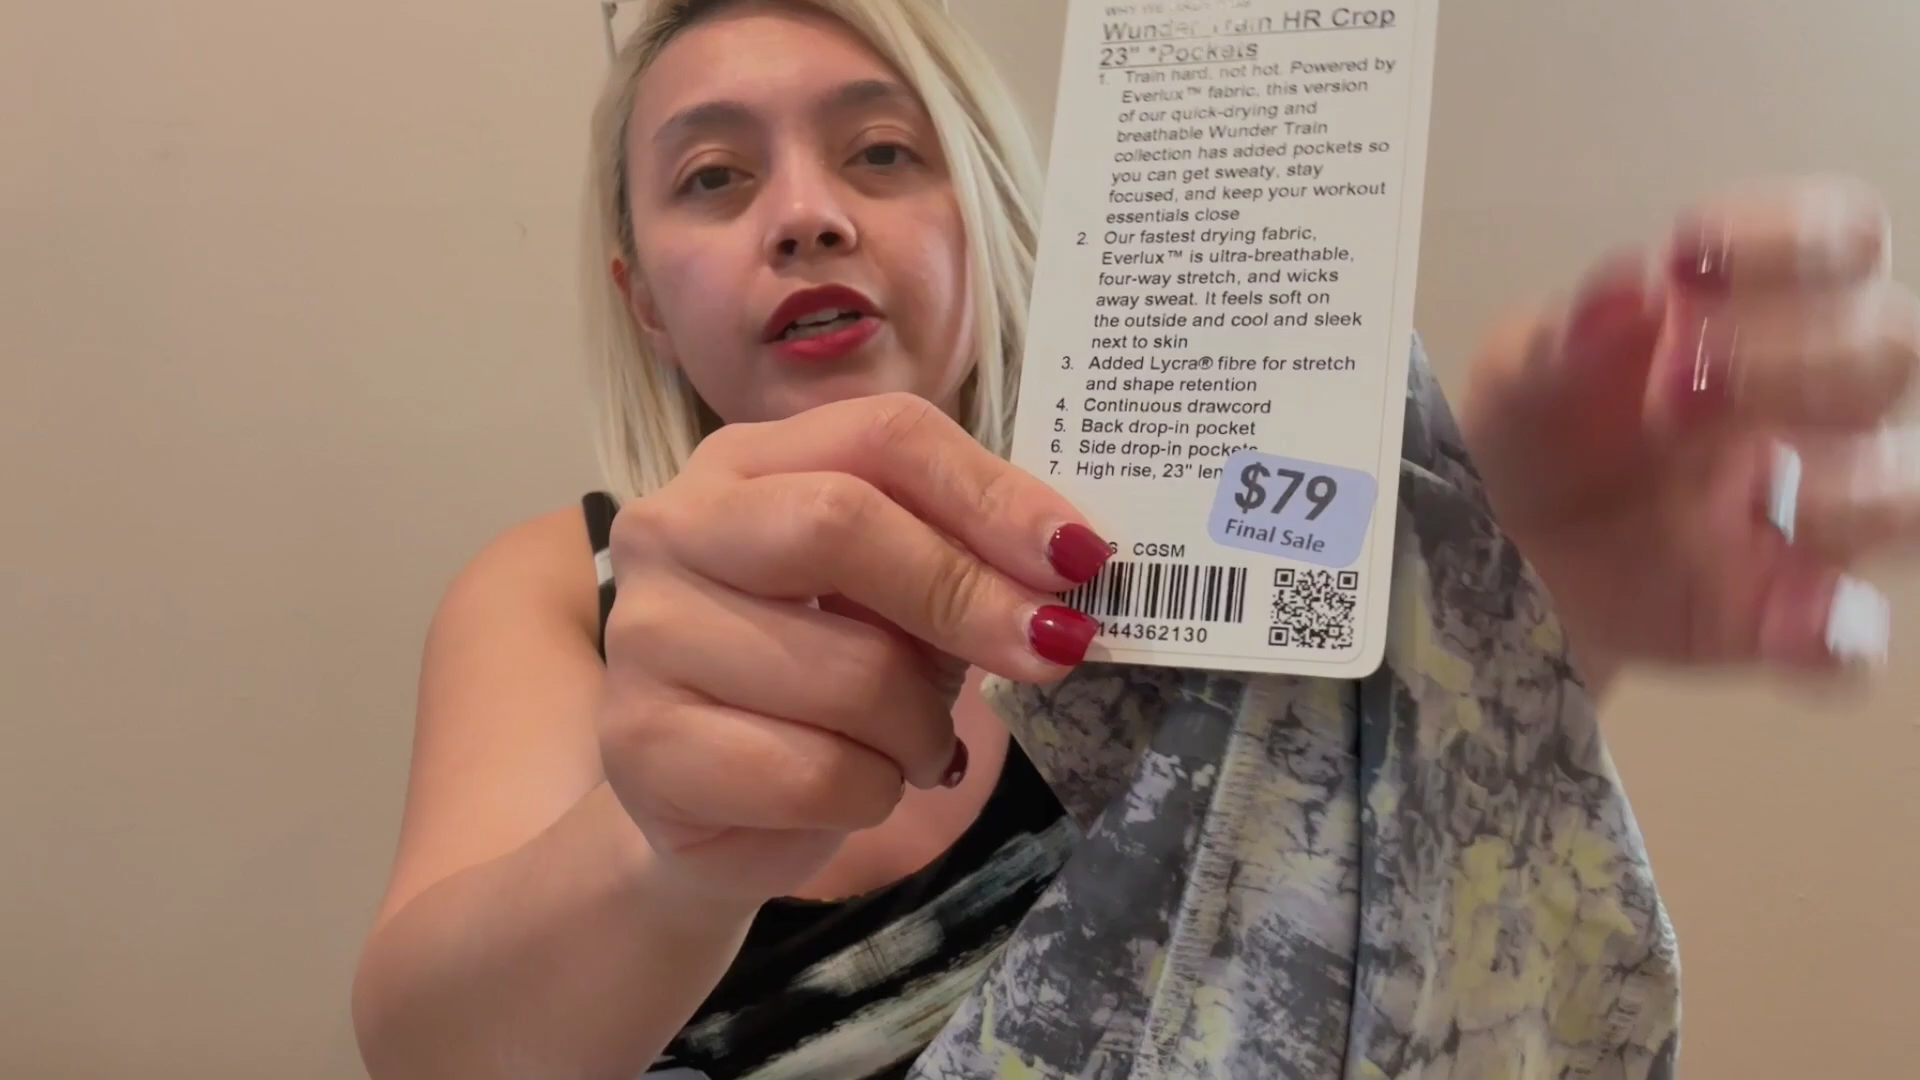 WHY WE
Wunder Train HR Crop
23" *Pockets
1. Train hard, not hot. Powered by
Everlux™ fabric, this version
of our quick-drying and
breathable Wunder Train
collection has added pockets so
you can get sweaty, stay
focused, and keep your workout
essentials close
2. Our fastest drying fabric,
Everlux™ is ultra-breathable,
four-way stretch, and wicks
away sweat. It feels soft on
the outside and cool and sleek
next to skin
3. Added Lycra® fibre for stretch
and shape retention
4. Continuous drawcord
5. Back drop-in pocket
6. Side drop-in pockets
7. High rise, 23" len
$79
Final Sale
S CGSM
144362130